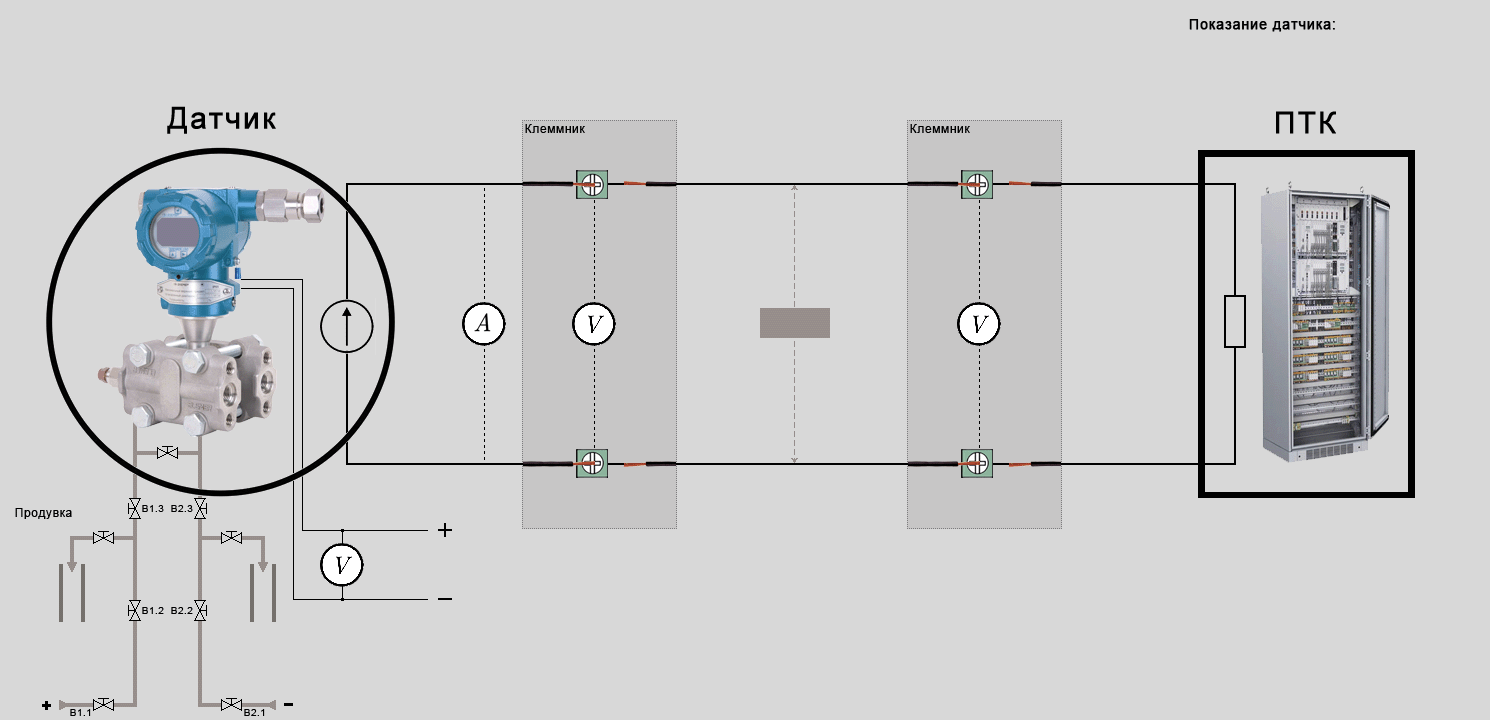 Показание датчика:
Датчик
ПТК
Клеммник
Клеммник
A
V
V
Продувка
В1.3
В2.3
+
V
−
В1.2
В2.2
+
В1.1
В2.1
-